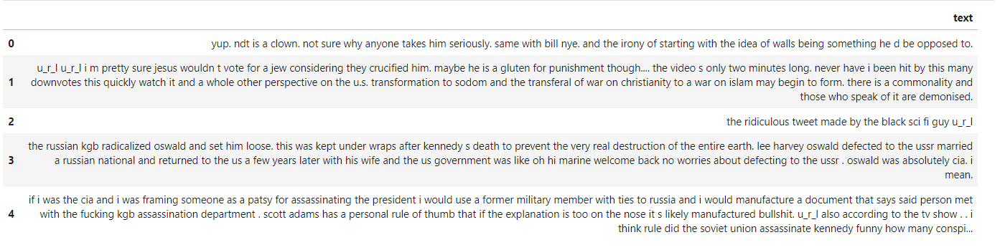 text
0 yup. ndt is a clown. not sure why anyone takes him seriously. same with bill nye. and the irony of starting with the idea of walls being something he d be opposed to.
u_r_l u_r_l i m pretty sure jesus wouldn t vote for a jew considering they crucified him. maybe he is a gluten for punishment though.... the video s only two minutes long. never have i been hit by this many
1 downvotes this quickly watch it and a whole other perspective on the u.s. transformation to sodom and the transferal of war on christianity to a war on islam may begin to form. there is a commonality and
those who speak of it are demonised.
2 the ridiculous tweet made by the black sci fi guy u_r_l
the russian kgb radicalized oswald and set him loose. this was kept under wraps after kennedy s death to prevent the very real destruction of the entire earth. lee harvey oswald defected to the ussr married
3 a russian national and returned to the us a few years later with his wife and the us government was like oh hi marine welcome back no worries about defecting to the ussr . oswald was absolutely cia. i
mean.
if i was the cia and i was framing someone as a patsy for assassinating the president i would use a former military member with ties to russia and i would manufacture a document that says said person met
4 with the fucking kgb assassination department . scott adams has a personal rule of thumb that if the explanation is too on the nose it s likely manufactured bullshit. u_r_l also according to the tv show . . i
think rule did the soviet union assassinate kennedy funny how many conspi...